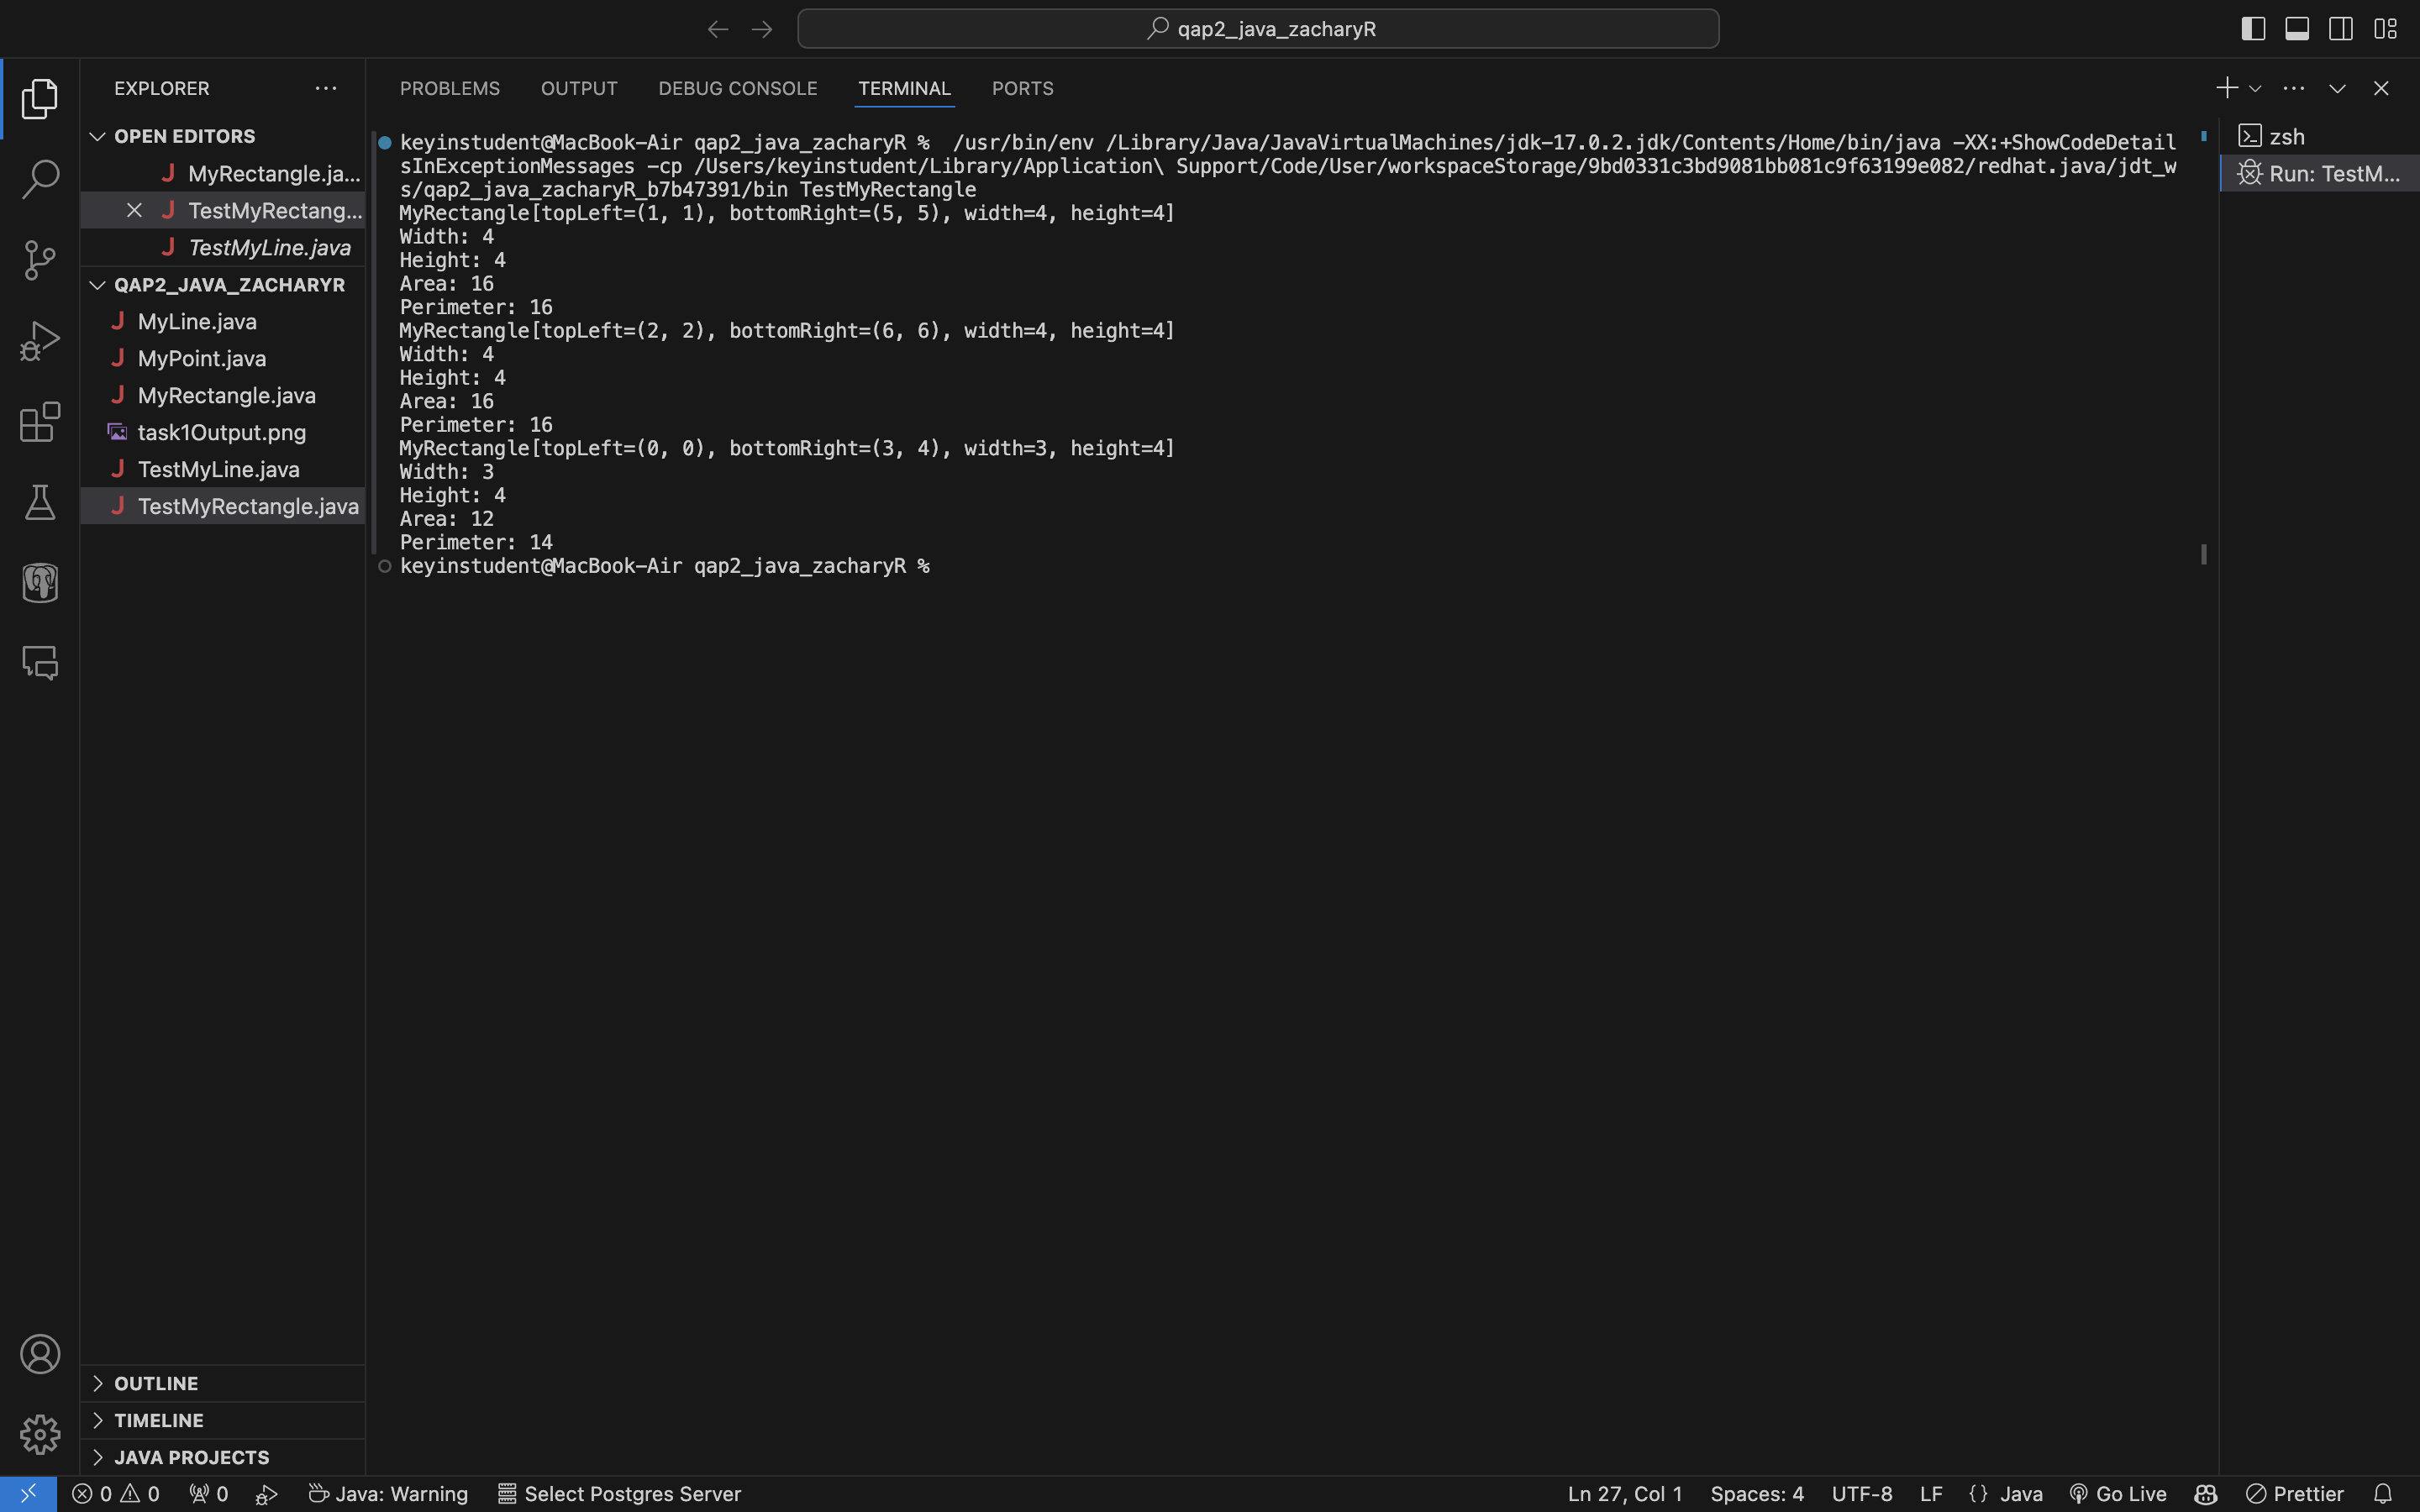 qap2_java_zacharyR
EXPLORER
OPEN EDITORS
MyRectangle.ja...
TestMyRectang...
TestMyLine.java
QAP2_JAVA_ZACHARYR
MyLine.java
MyPoint.java
MyRectangle.java
task1Output.png
TestMyLine.java
TestMyRectangle.java
OUTLINE
TIMELINE
JAVA PROJECTS
PROBLEMS OUTPUT DEBUG CONSOLE TERMINAL PORTS
keyinstudent@MacBook-Air qap2_java_zacharyR %  /usr/bin/env /Library/Java/JavaVirtualMachines/jdk-17.0.2.jdk/Contents/Home/bin/java -XX:+ShowCodeDetail
sInExceptionMessages -cp /Users/keyinstudent/Library/Application\ Support/Code/User/workspaceStorage/9bd0331c3bd9081bb081c9f63199e082/redhat.java/jdt_w
s/qap2_java_zacharyR_b7b47391/bin TestMyRectangle
MyRectangle[topLeft=(1, 1), bottomRight=(5, 5), width=4, height=4]
Width: 4
Height: 4
Area: 16
Perimeter: 16
MyRectangle[topLeft=(2, 2), bottomRight=(6, 6), width=4, height=4]
Width: 4
Height: 4
Area: 16
Perimeter: 16
MyRectangle[topLeft=(0, 0), bottomRight=(3, 4), width=3, height=4]
Width: 3
Height: 4
Area: 12
Perimeter: 14
keyinstudent@MacBook-Air qap2_java_zacharyR %
zsh
Run: TestM...
0 0 0 Java: Warning Select Postgres Server Ln 27, Col 1 Spaces: 4 UTF-8 LF {} Java Go Live Prettier